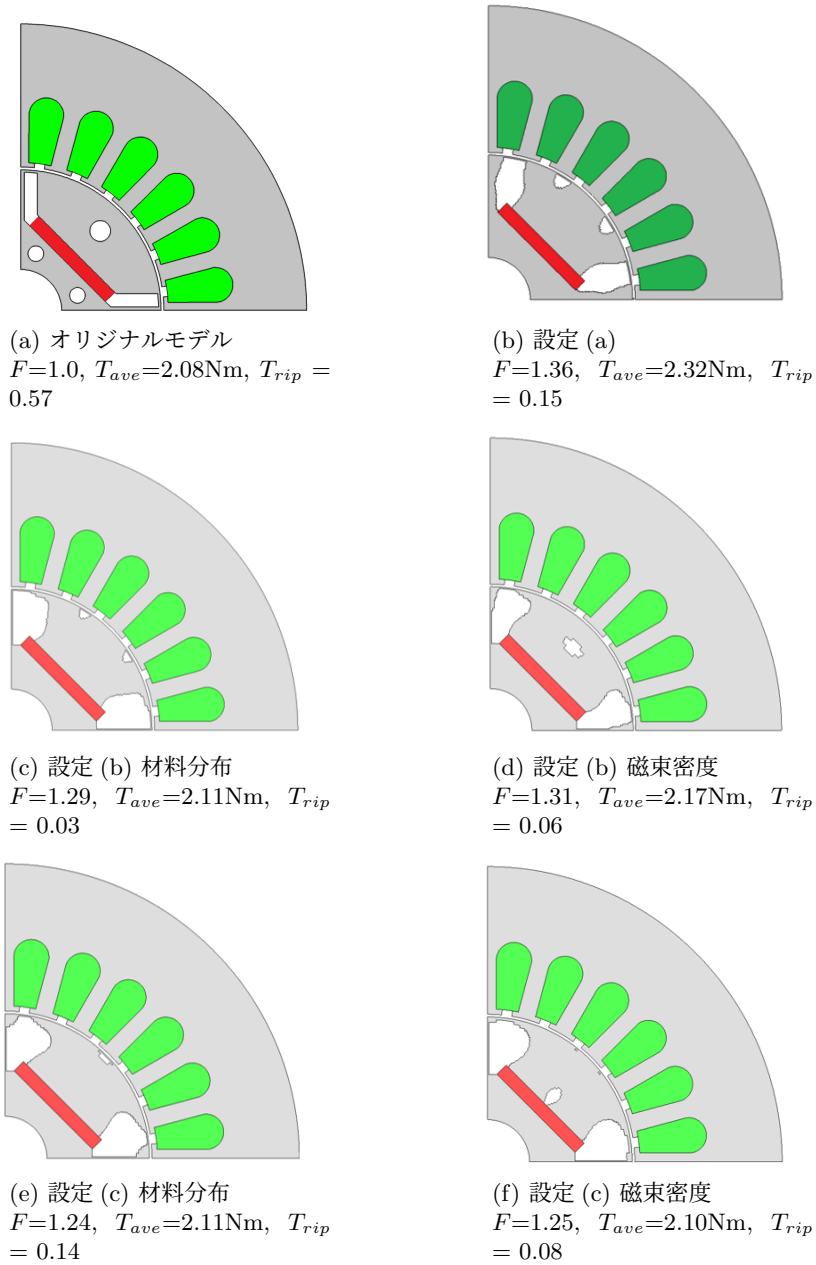 (a) オリジナルモデル
F=1.0, T_ave=2.08Nm, T_rip =
0.57
(b) 設定 (a)
F=1.36, T_ave=2.32Nm, T_rip
= 0.15
(c) 設定 (b) 材料分布
F=1.29, T_ave=2.11Nm, T_rip
= 0.03
(d) 設定 (b) 磁束密度
F=1.31, T_ave=2.17Nm, T_rip
= 0.06
(e) 設定 (c) 材料分布
F=1.24, T_ave=2.11Nm, T_rip
= 0.14
(f) 設定 (c) 磁束密度
F=1.25, T_ave=2.10Nm, T_rip
= 0.08